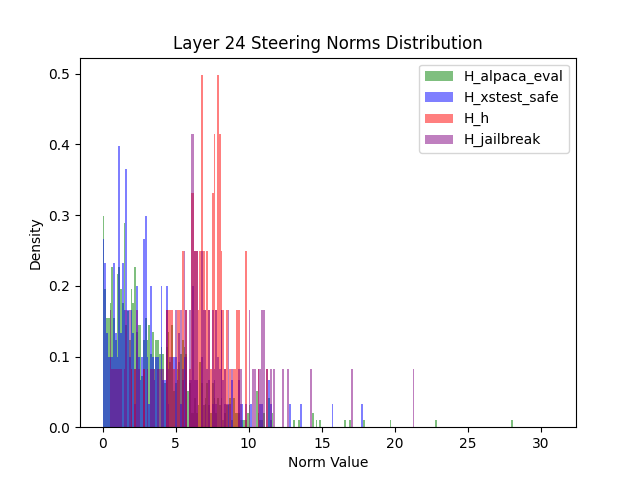 Layer 24 Steering Norms Distribution
H_alpaca_eval
H_xstest_safe
H_h
H_jailbreak
Density
0.5
0.4
0.3
0.2
0.1
0.0
0 5 10 15 20 25 30
Norm Value